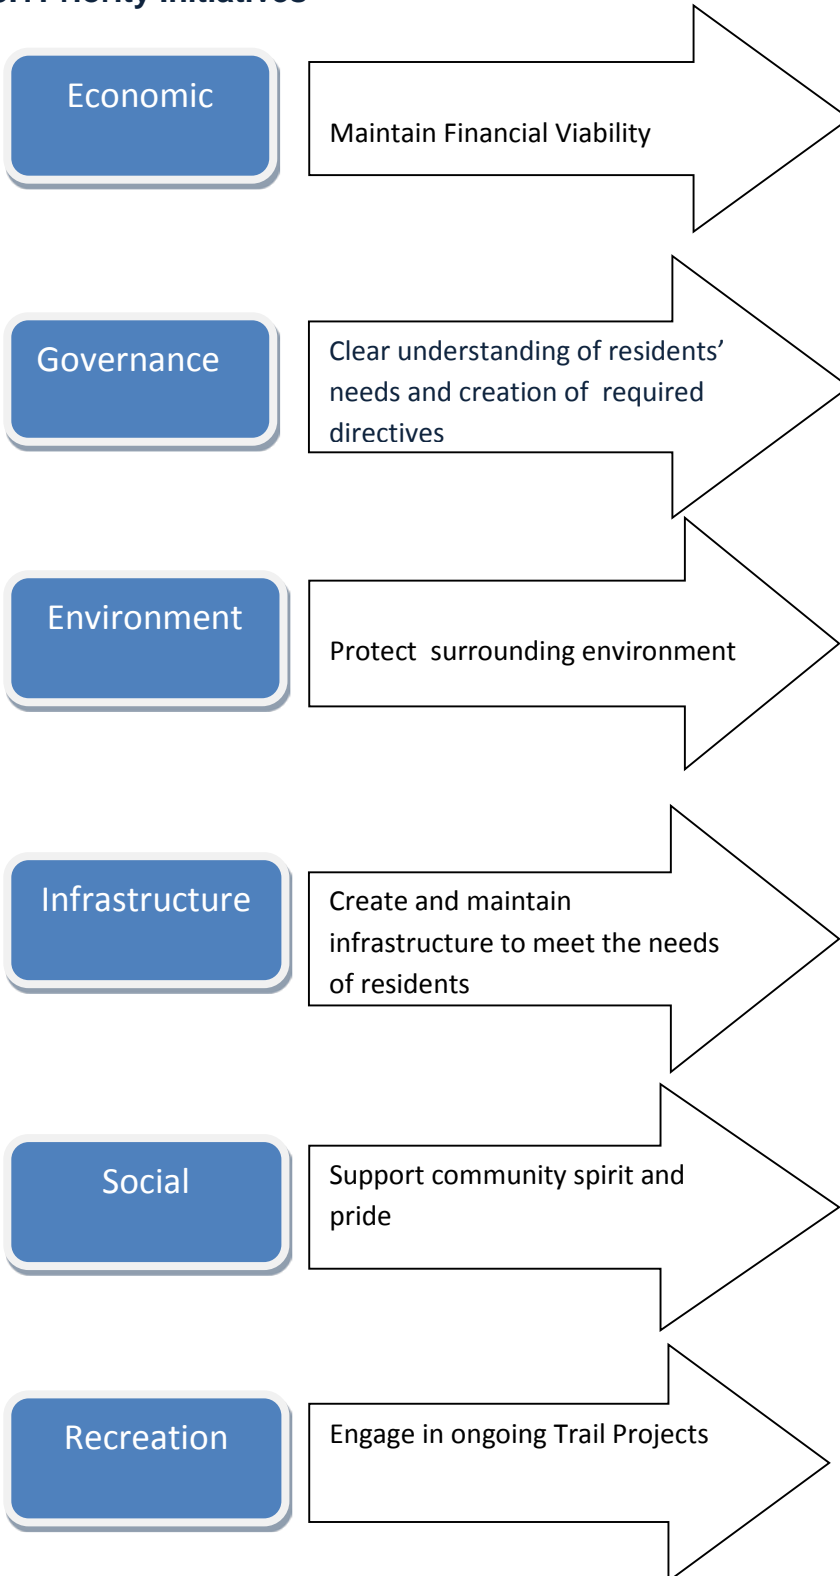 Priority Initiatives
Economic
Maintain Financial Viability
Governance
Clear understanding of residents’
needs and creation of  required
directives
Environment
Protect  surrounding environment
Infrastructure
Create and maintain
infrastructure to meet the needs
of residents
Social
Support community spirit and
pride
Recreation
Engage in ongoing Trail Projects